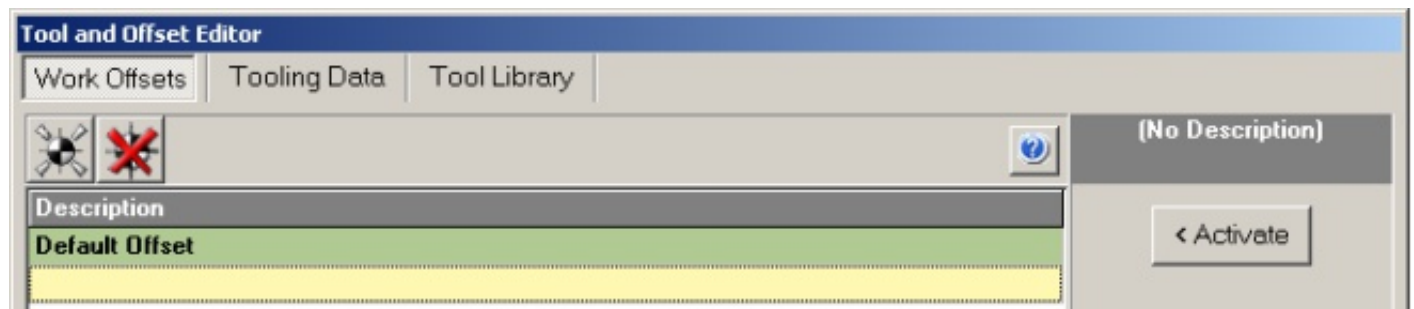 Tool and Offset Editor
Work Offsets Tooling Data Tool Library
(No Description)
Description
Default Offset
< Activate